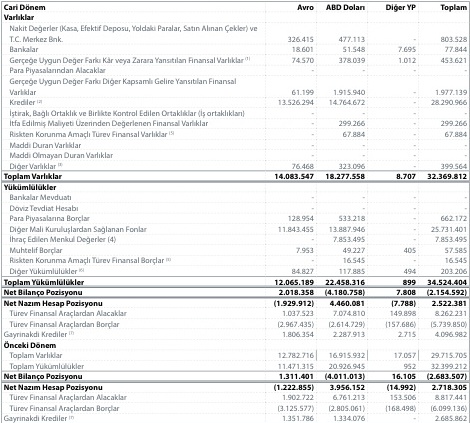 Cari Dönem Avro ABD Doları Diğer YP Toplam
Varlıklar
Nakit Değerler (Kasa, Efektif Deposu, Yoldaki Paralar, Satın Alınan Çekler) ve
T.C. Merkez Bnk. 326.415 477.113 - 803.528
Bankalar 18.601 51.548 7.695 77.844
Gerçeğe Uygun Değer Farkı Kâr veya Zarara Yansıtılan Finansal Varlıklar (1) 74.570 378.039 1.012 453.621
Para Piyasalarından Alacaklar - - - -
Gerçeğe Uygun Değer Farkı Diğer Kapsamlı Gelire Yansıtılan Finansal
Varlıklar 61.199 1.915.940 - 1.977.139
Krediler (2) 13.526.294 14.764.672 - 28.290.966
İştirak, Bağlı Ortaklık ve Birlikte Kontrol Edilen Ortaklıklar (İş ortaklıkları) - - - -
İtfa Edilmiş Maliyeti Üzerinden Değerlenen Finansal Varlıklar - 299.266 - 299.266
Riskten Korunma Amaçlı Türev Finansal Varlıklar (5) - 67.884 - 67.884
Maddi Duran Varlıklar - - - -
Maddi Olmayan Duran Varlıklar - - - -
Diğer Varlıklar (3) 76.468 323.096 - 399.564
Toplam Varlıklar 14.083.547 18.277.558 8.707 32.369.812
Yükümlülükler
Bankalar Mevduatı - - - -
Döviz Tevdiat Hesabı - - - -
Para Piyasalarına Borçlar 128.954 533.218 - 662.172
Diğer Mali Kuruluşlardan Sağlanan Fonlar 11.843.455 13.887.946 - 25.731.401
İhraç Edilen Menkul Değerler (4) - 7.853.495 - 7.853.495
Muhtelif Borçlar 7.953 49.227 405 57.585
Riskten Korunma Amaçlı Türev Finansal Borçlar (5) - 16.545 - 16.545
Diğer Yükümlülükler (6) 84.827 117.885 494 203.206
Toplam Yükümlülükler 12.065.189 22.458.316 899 34.524.404
Net Bilanço Pozisyonu 2.018.358 (4.180.758) 7.808 (2.154.592)
Net Nazım Hesap Pozisyonu (1.929.912) 4.460.081 (7.788) 2.522.381
Türev Finansal Araçlardan Alacaklar 1.037.523 7.074.810 149.898 8.262.231
Türev Finansal Araçlardan Borçlar (2.967.435) (2.614.729) (157.686) (5.739.850)
Gayrinakdi Krediler (7) 1.806.354 2.287.913 2.715 4.096.982
Önceki Dönem
Toplam Varlıklar 12.782.716 16.915.932 17.057 29.715.705
Toplam Yükümlülükler 11.471.315 20.926.945 952 32.399.212
Net Bilanço Pozisyonu 1.311.401 (4.011.013) 16.105 (2.683.507)
Net Nazım Hesap Pozisyonu (1.222.855) 3.956.152 (14.992) 2.718.305
Türev Finansal Araçlardan Alacaklar 1.902.722 6.761.213 153.506 8.817.441
Türev Finansal Araçlardan Borçlar (3.125.577) (2.805.061) (168.498) (6.099.136)
Gayrinakdi Krediler (7) 1.351.786 1.334.076 - 2.685.862